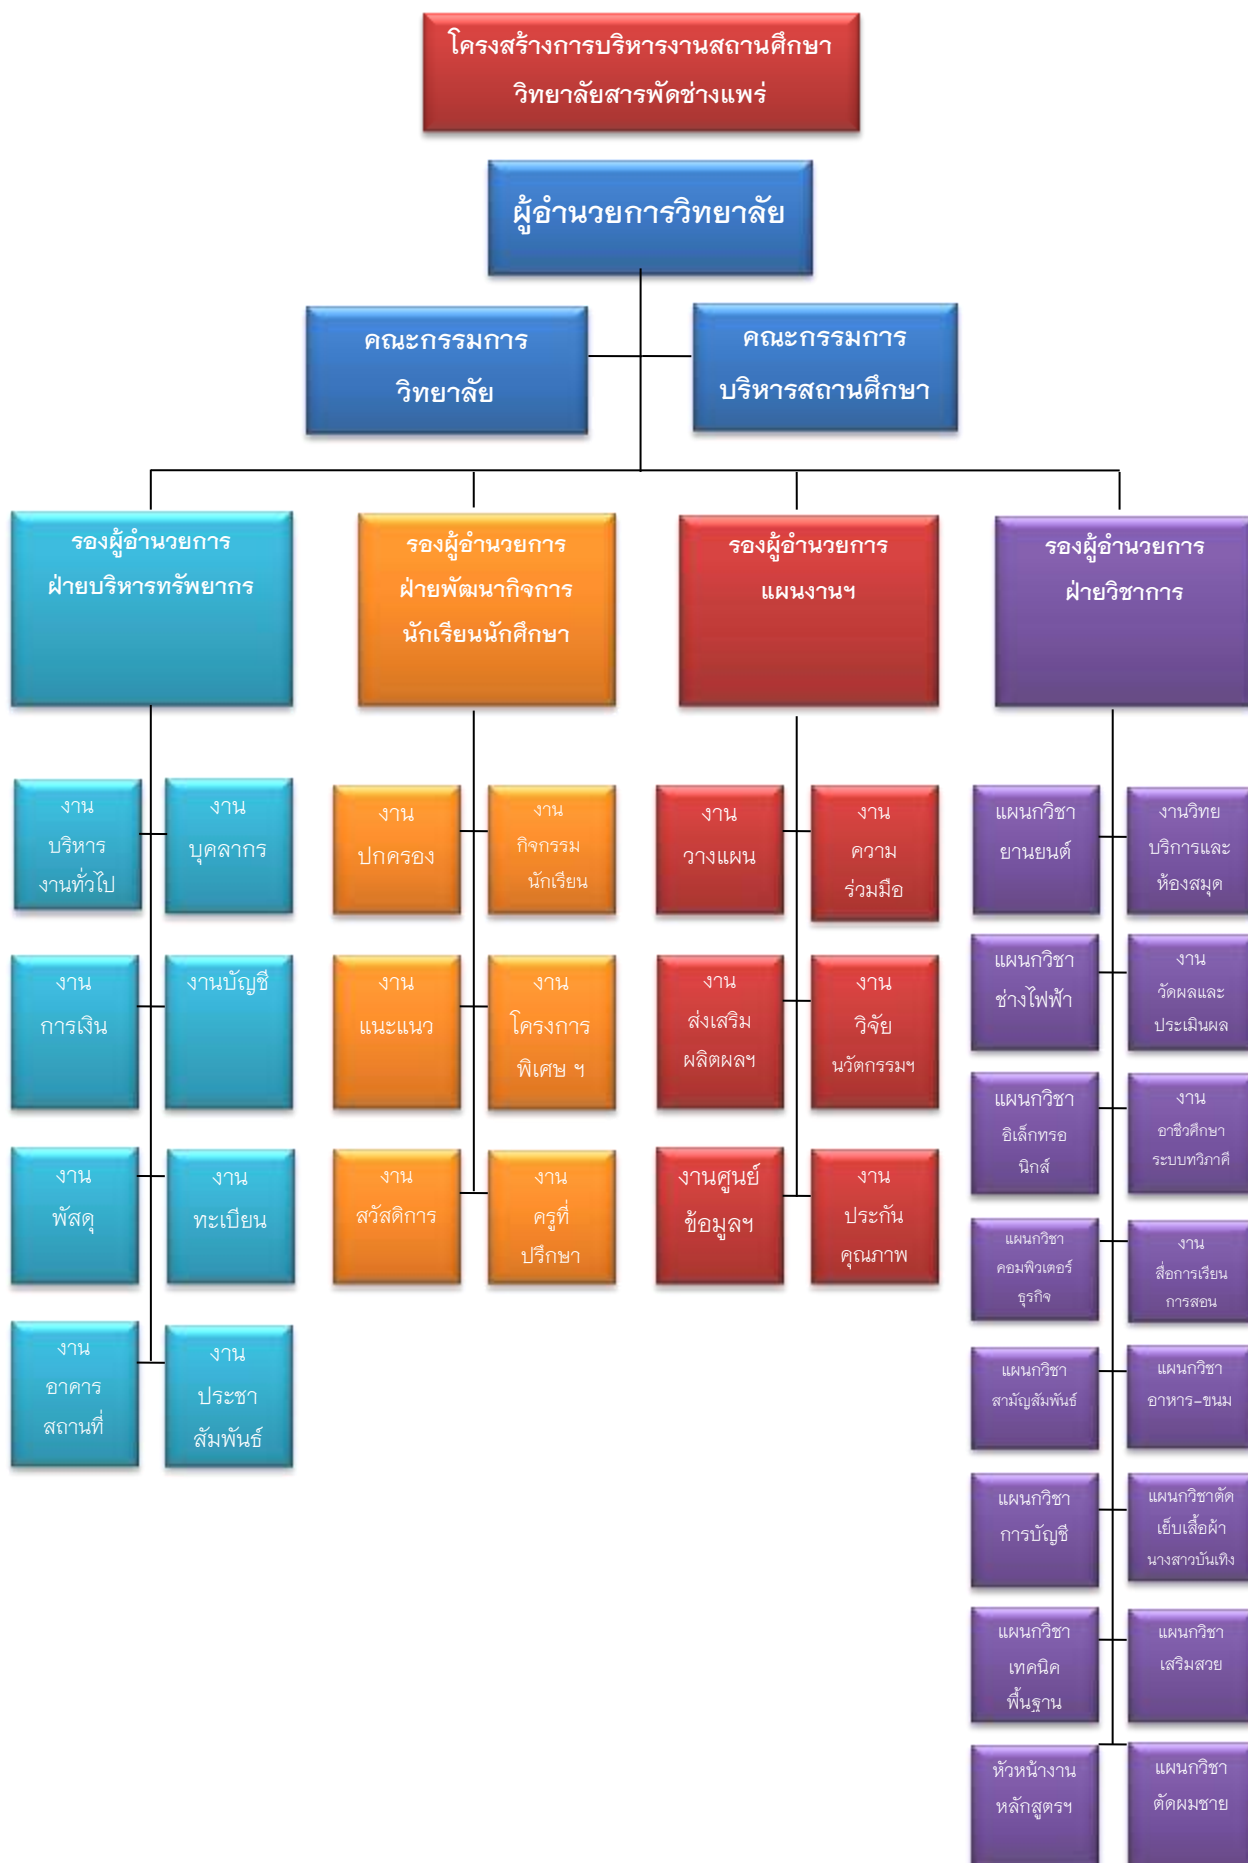 โครงสร้างการบริหารงานสถานศึกษา
วิทยาลัยสารพัดช่างแพร่
ผู้อำนวยการวิทยาลัย
คณะกรรมการ
วิทยาลัย
คณะกรรมการ
บริหารสถานศึกษา
รองผู้อำนวยการ
ฝ่ายบริหารทรัพยากร
รองผู้อำนวยการ
ฝ่ายพัฒนากิจการ
นักเรียนนักศึกษา
รองผู้อำนวยการ
แผนงานฯ
รองผู้อำนวยการ
ฝ่ายวิชาการ
งาน
บริหาร
งานทั่วไป
งาน
บุคลากร
งาน
การเงิน
งานบัญชี
งาน
พัสดุ
งาน
ทะเบียน
งาน
อาคาร
สถานที่
งาน
ประชา
สัมพันธ์
งาน
ปกครอง
งาน
กิจกรรม
นักเรียน
งาน
แนะแนว
งาน
โครงการ
พิเศษ ฯ
งาน
สวัสดิการ
งาน
ครูที่
ปรึกษา
งาน
วางแผน
งาน
ความ
ร่วมมือ
งาน
ส่งเสริม
ผลิตผลฯ
งาน
วิจัย
นวัตกรรมฯ
งานศูนย์
ข้อมูลฯ
งาน
ประกัน
คุณภาพ
แผนกวิชา
ยานยนต์
งานวิทย
บริการและ
ห้องสมุด
แผนกวิชา
ช่างไฟฟ้า
งาน
วัดผลและ
ประเมินผล
แผนกวิชา
อิเล็กทรอ
นิกส์
งาน
อาชีวศึกษา
ระบบทวิภาคี
แผนกวิชา
คอมพิวเตอร์
ธุรกิจ
งาน
สื่อการเรียน
การสอน
แผนกวิชา
สามัญสัมพันธ์
แผนกวิชา
อาหาร-ขนม
แผนกวิชา
การบัญชี
แผนกวิชาตัด
เย็บเสื้อผ้า
นางสาวบันเทิง
แผนกวิชา
เทคนิค
พื้นฐาน
แผนกวิชา
เสริมสวย
หัวหน้างาน
หลักสูตรฯ
แผนกวิชา
ตัดผมชาย